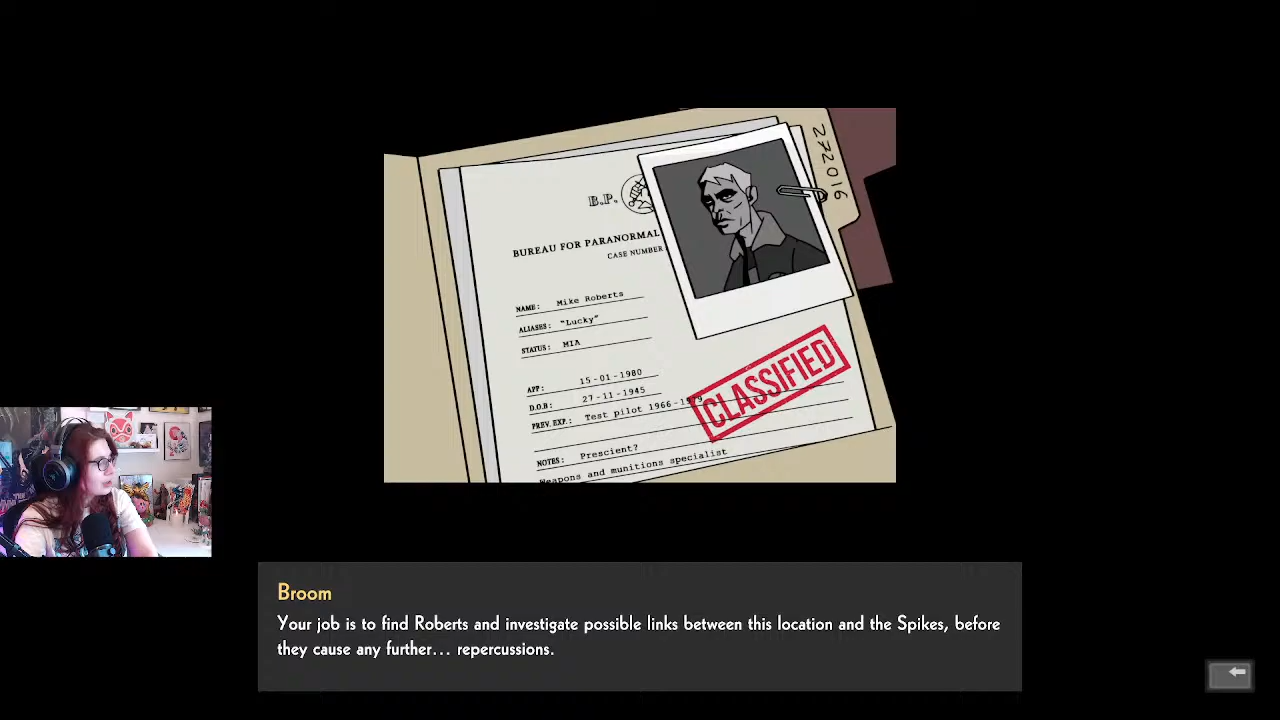 272016
B.P.
BUREAU FOR PARANORMAL
CASE NUMBER
NAME: Mike Roberts
ALIASES: "Lucky"
STATUS: MIA
APP: 15-01-1980
D.O.B: 27-11-1945
PREV. EXP.: Test pilot 1966-1979
CLASSIFIED
NOTES: Prescient?
Weapons and munitions specialist
Broom
Your job is to find Roberts and investigate possible links between this location and the Spikes, before
they cause any further... repercussions.